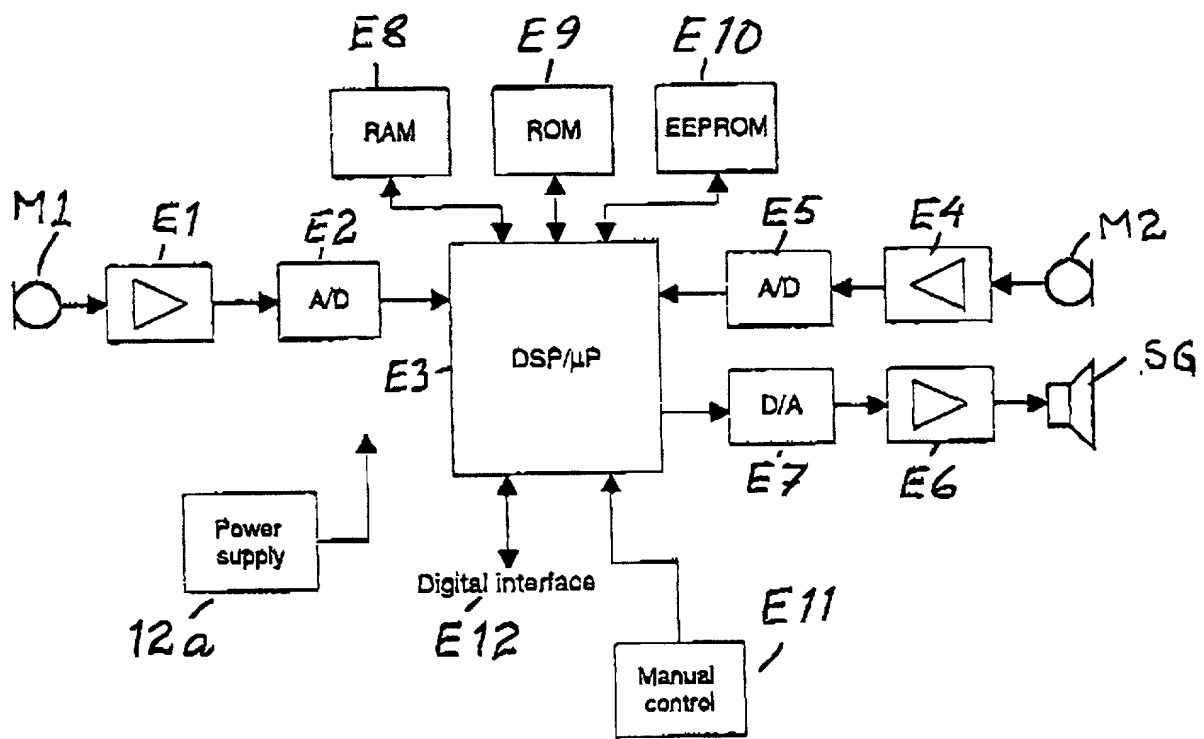 E8
E9
E10
RAM
ROM
EEPROM
M1
E1
E2
E5
E4
M2
A/D
A/D
DSP/µP
E3
SG
D/A
E7
E6
Power
supply
12a
Digital interface
E12
E11
Manual
control